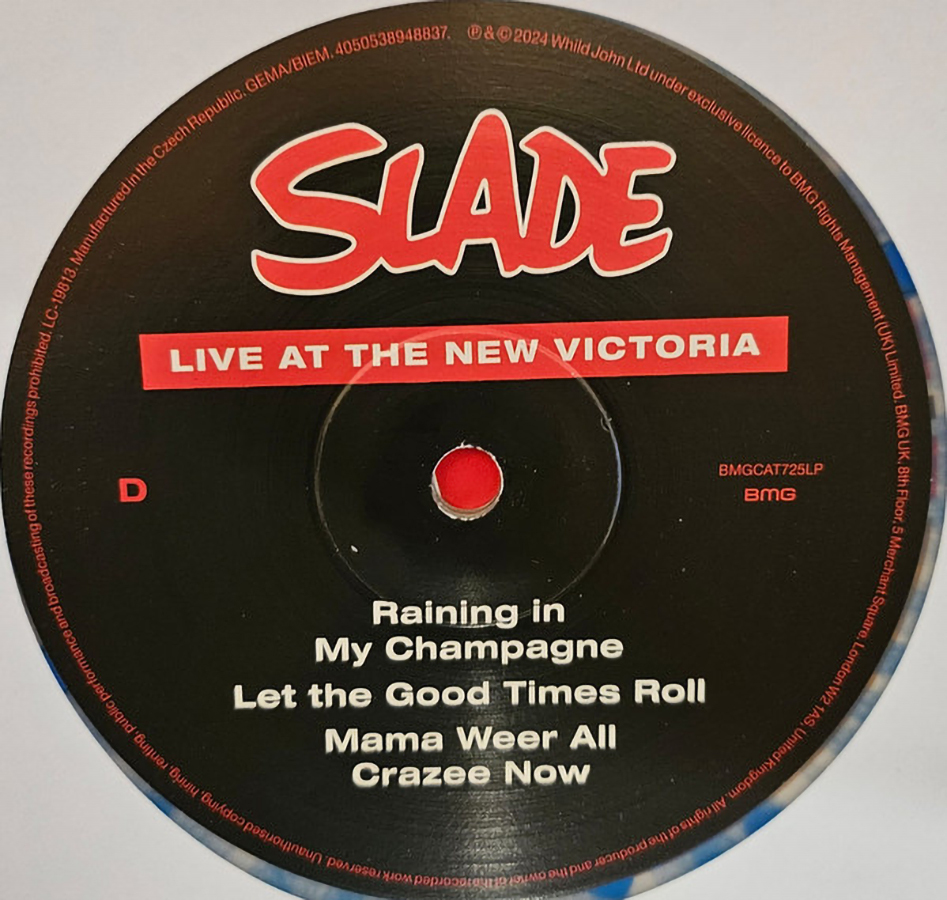 Unauthorised copying, hiring, renting, public performance and broadcasting of these recordings prohibited. LC-19813. Manufactured in the Czech Republic. GEMA/BIEM. 4050538948837. ℗ & © 2024 Whild John Ltd under exclusive licence to BMG Rights Management (UK) Limited. BMG UK, 8th Floor, 5 Merchant Square, London W2 1AS, United Kingdom. All rights of the producer and the owner of the recorded work reserved.
SLADE
LIVE AT THE NEW VICTORIA
D
BMGCAT725LP
BMG
Raining in
My Champagne
Let the Good Times Roll
Mama Weer All
Crazee Now